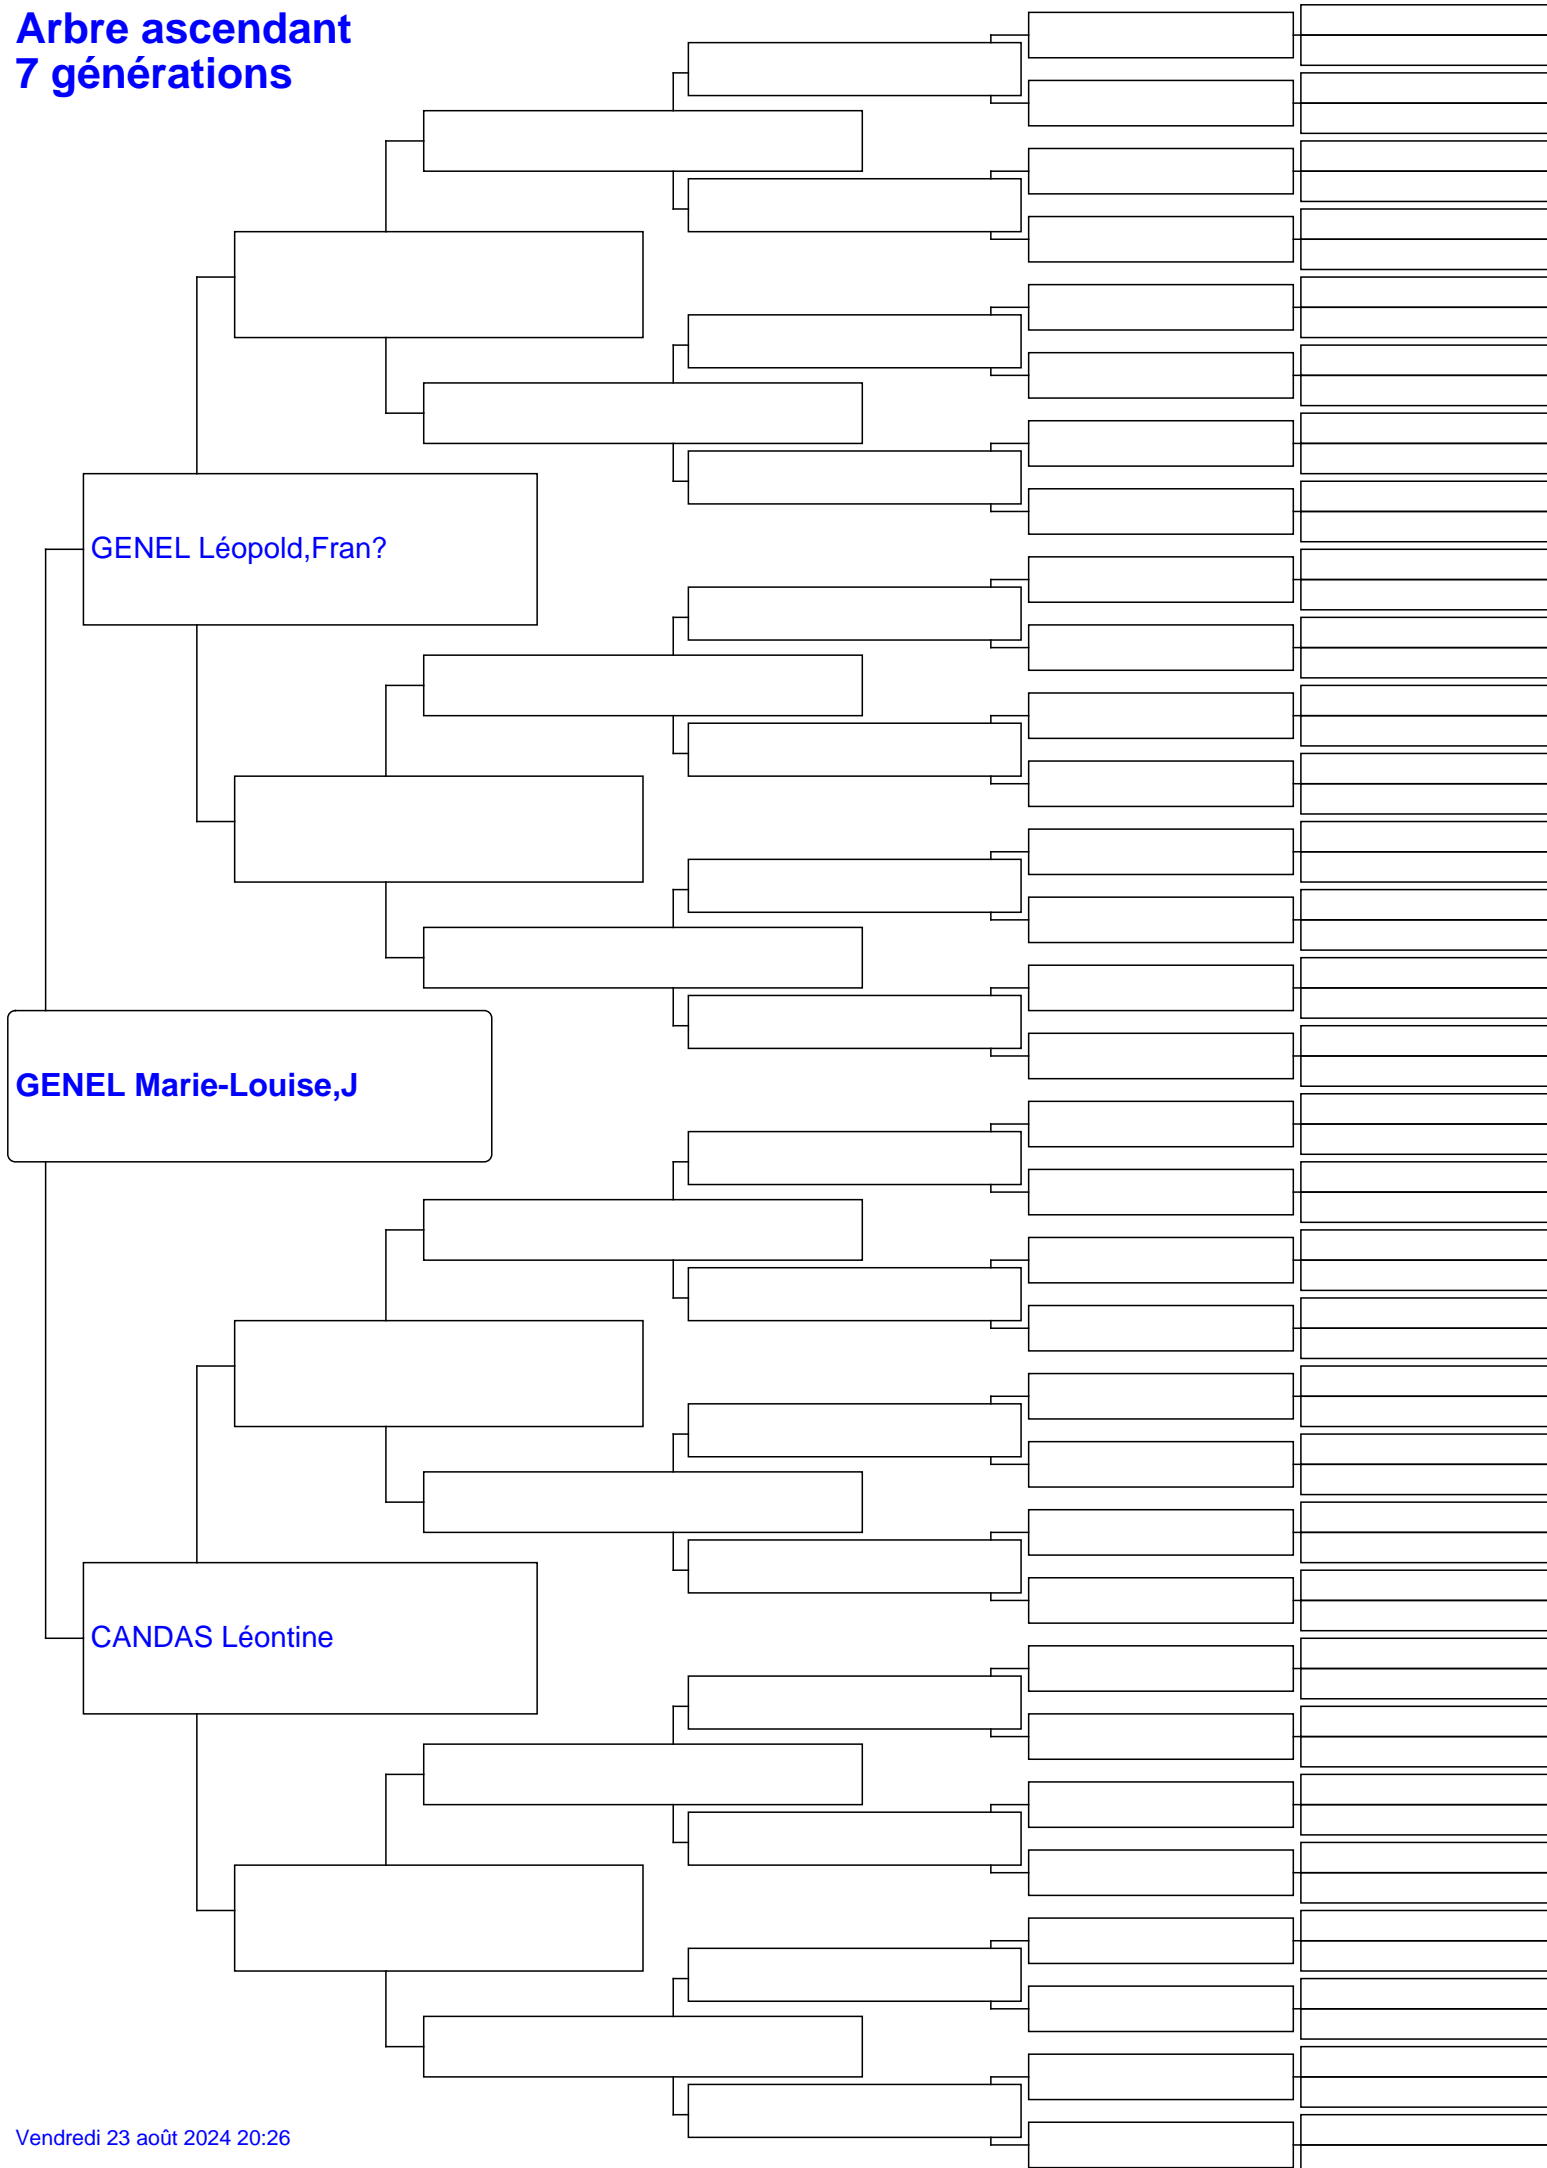 Arbre ascendant
7 générations
GENEL Léopold,Fran?
GENEL Marie-Louise,J
CANDAS Léontine
Vendredi 23 août 2024 20:26